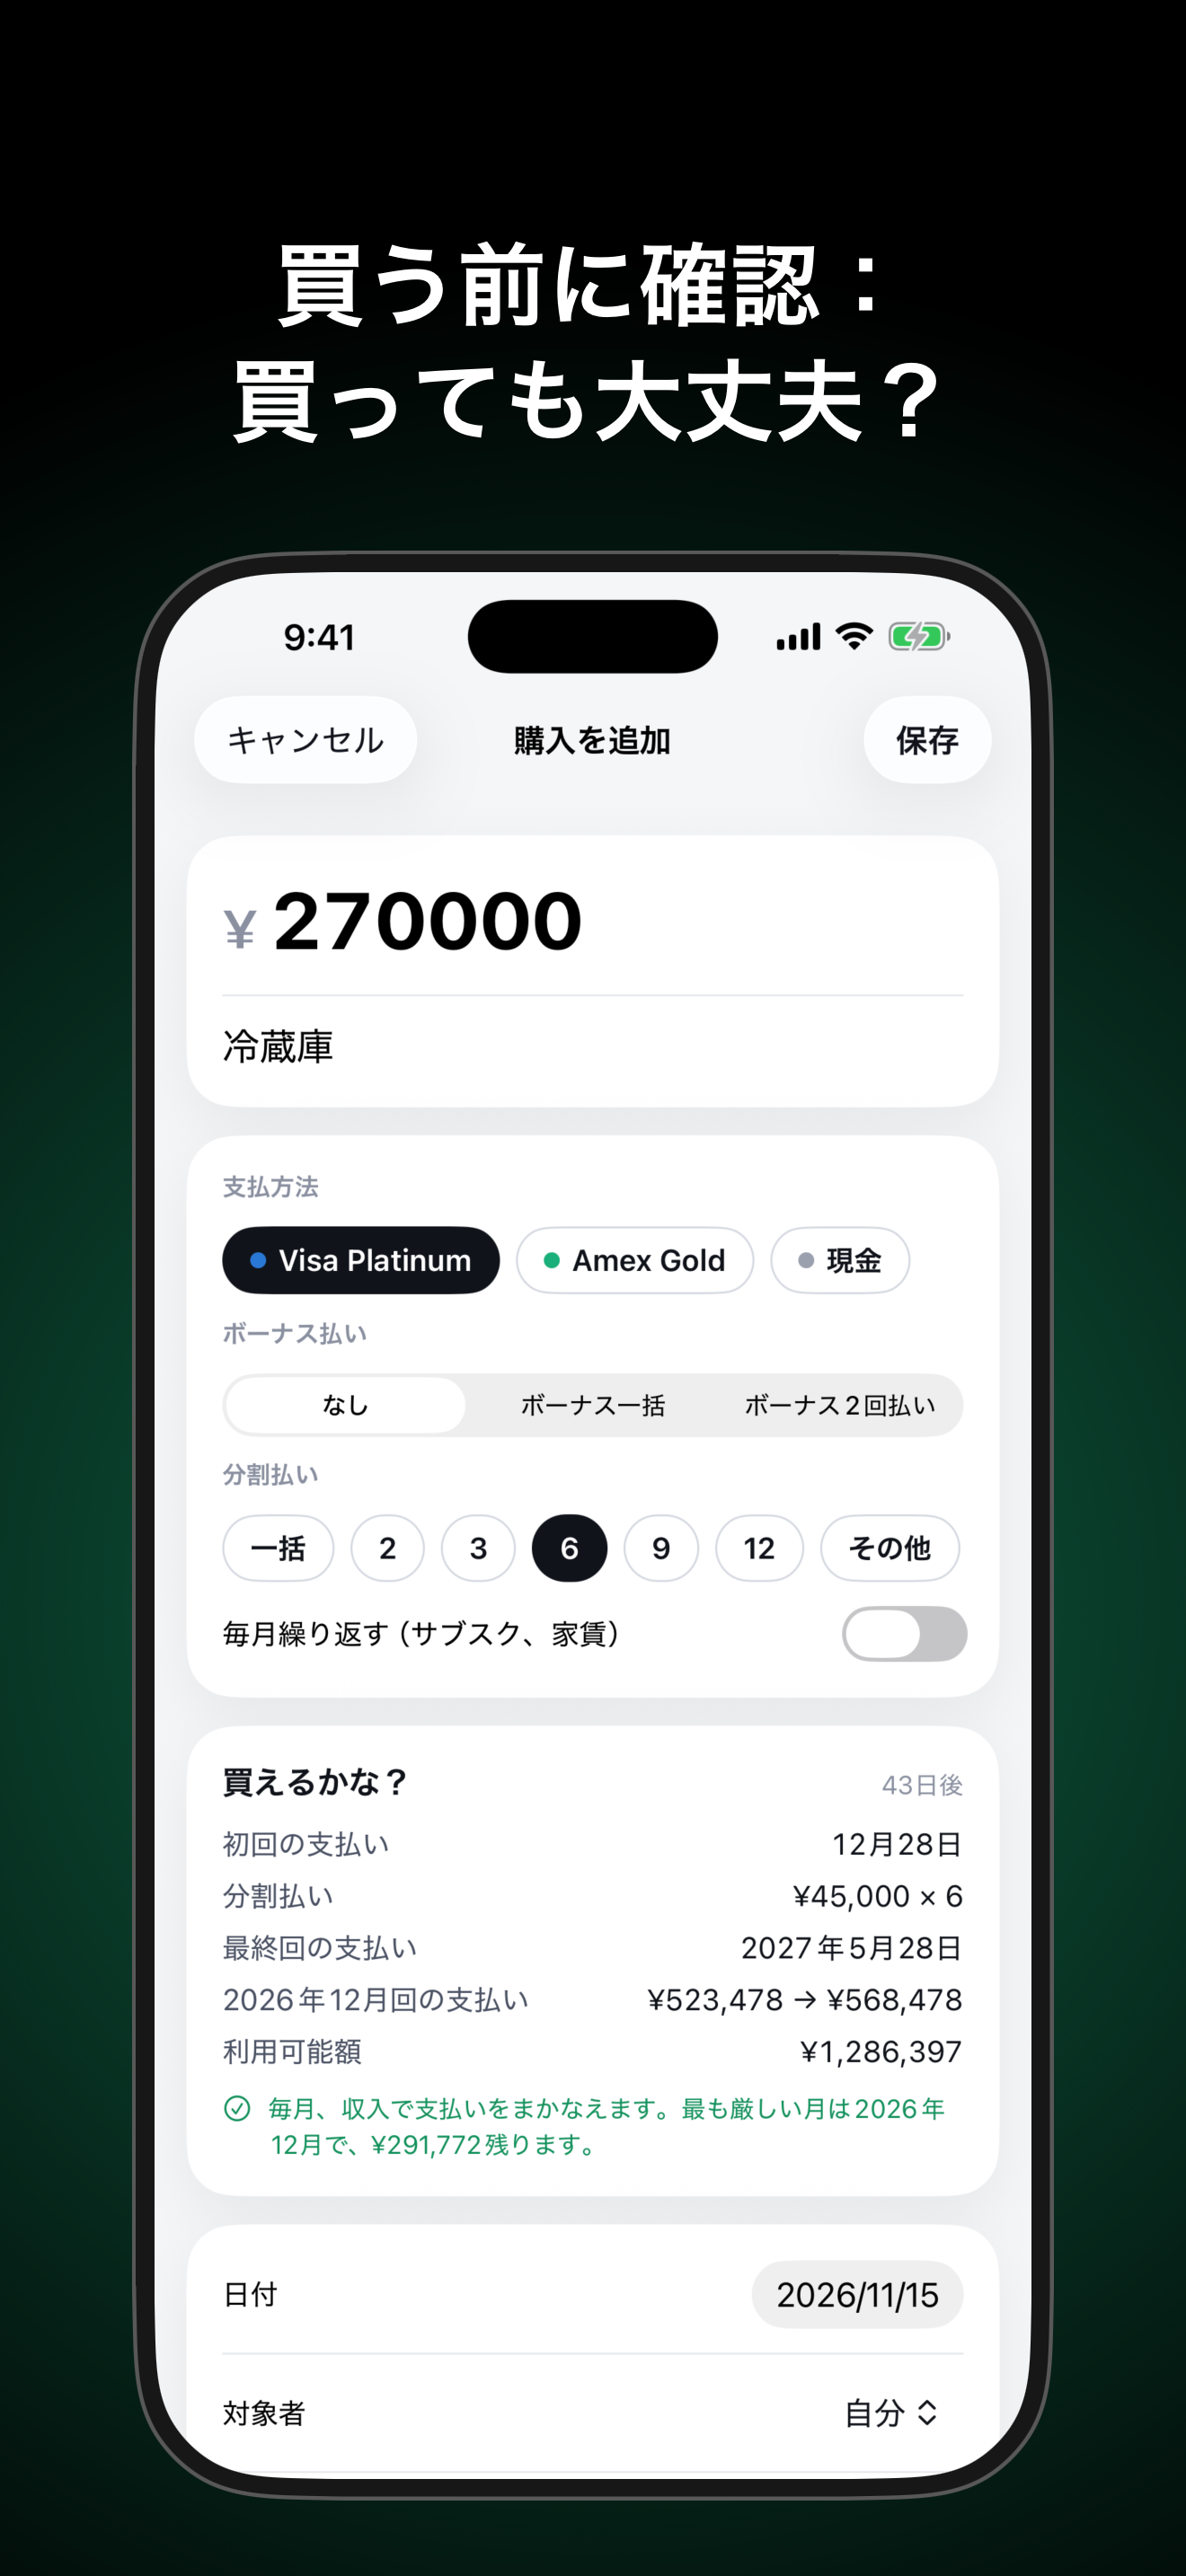 買う前に確認：
買っても大丈夫？
9:41
キャンセル 購入を追加 保存
¥ 270000
冷蔵庫
支払方法
Visa Platinum Amex Gold 現金
ボーナス払い
なし ボーナス一括 ボーナス2回払い
分割払い
一括 2 3 6 9 12 その他
毎月繰り返す（サブスク、家賃）
買えるかな？ 43日後
初回の支払い 12月28日
分割払い ¥45,000 × 6
最終回の支払い 2027年5月28日
2026年12月回の支払い ¥523,478 → ¥568,478
利用可能額 ¥1,286,397
毎月、収入で支払いをまかなえます。最も厳しい月は2026年
12月で、¥291,772残ります。
日付 2026/11/15
対象者 自分